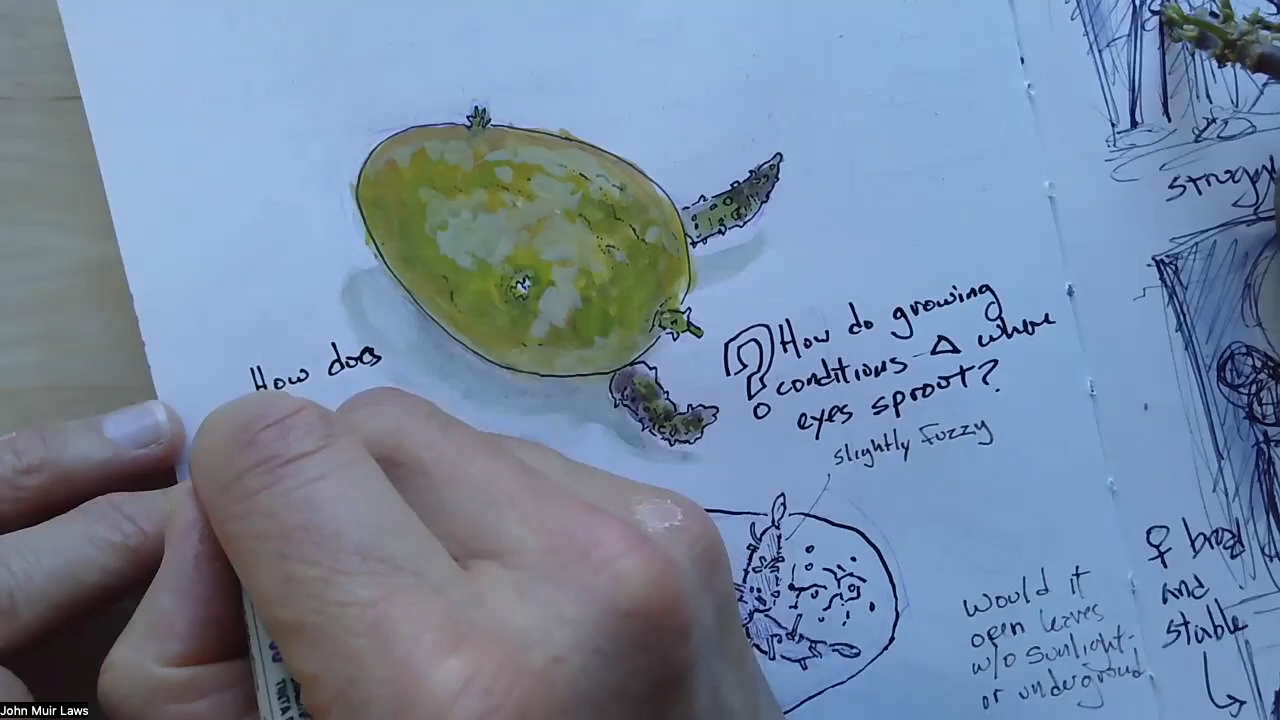 How does
How do growing
conditions Δ where
eyes sprout?
slightly fuzzy
would it
open leaves
w/o sunlight-
or underground
♀ broad
and
stable
John Muir Laws